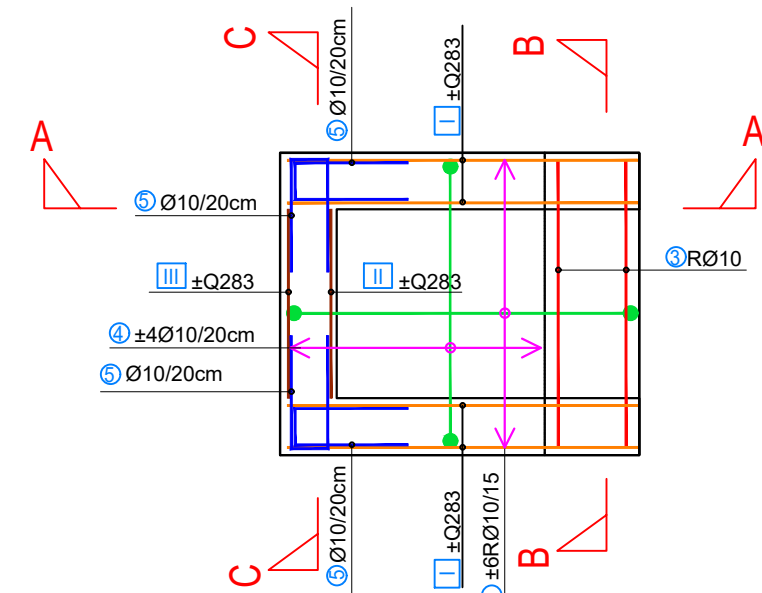 C
⑤ Ø10/20cm
I ±Q283
B
A
A
⑤ Ø10/20cm
③RØ10
III ±Q283
II ±Q283
④ ±4Ø10/20cm
⑤ Ø10/20cm
C
⑤ Ø10/20cm
I ±Q283
±6RØ10/15
B